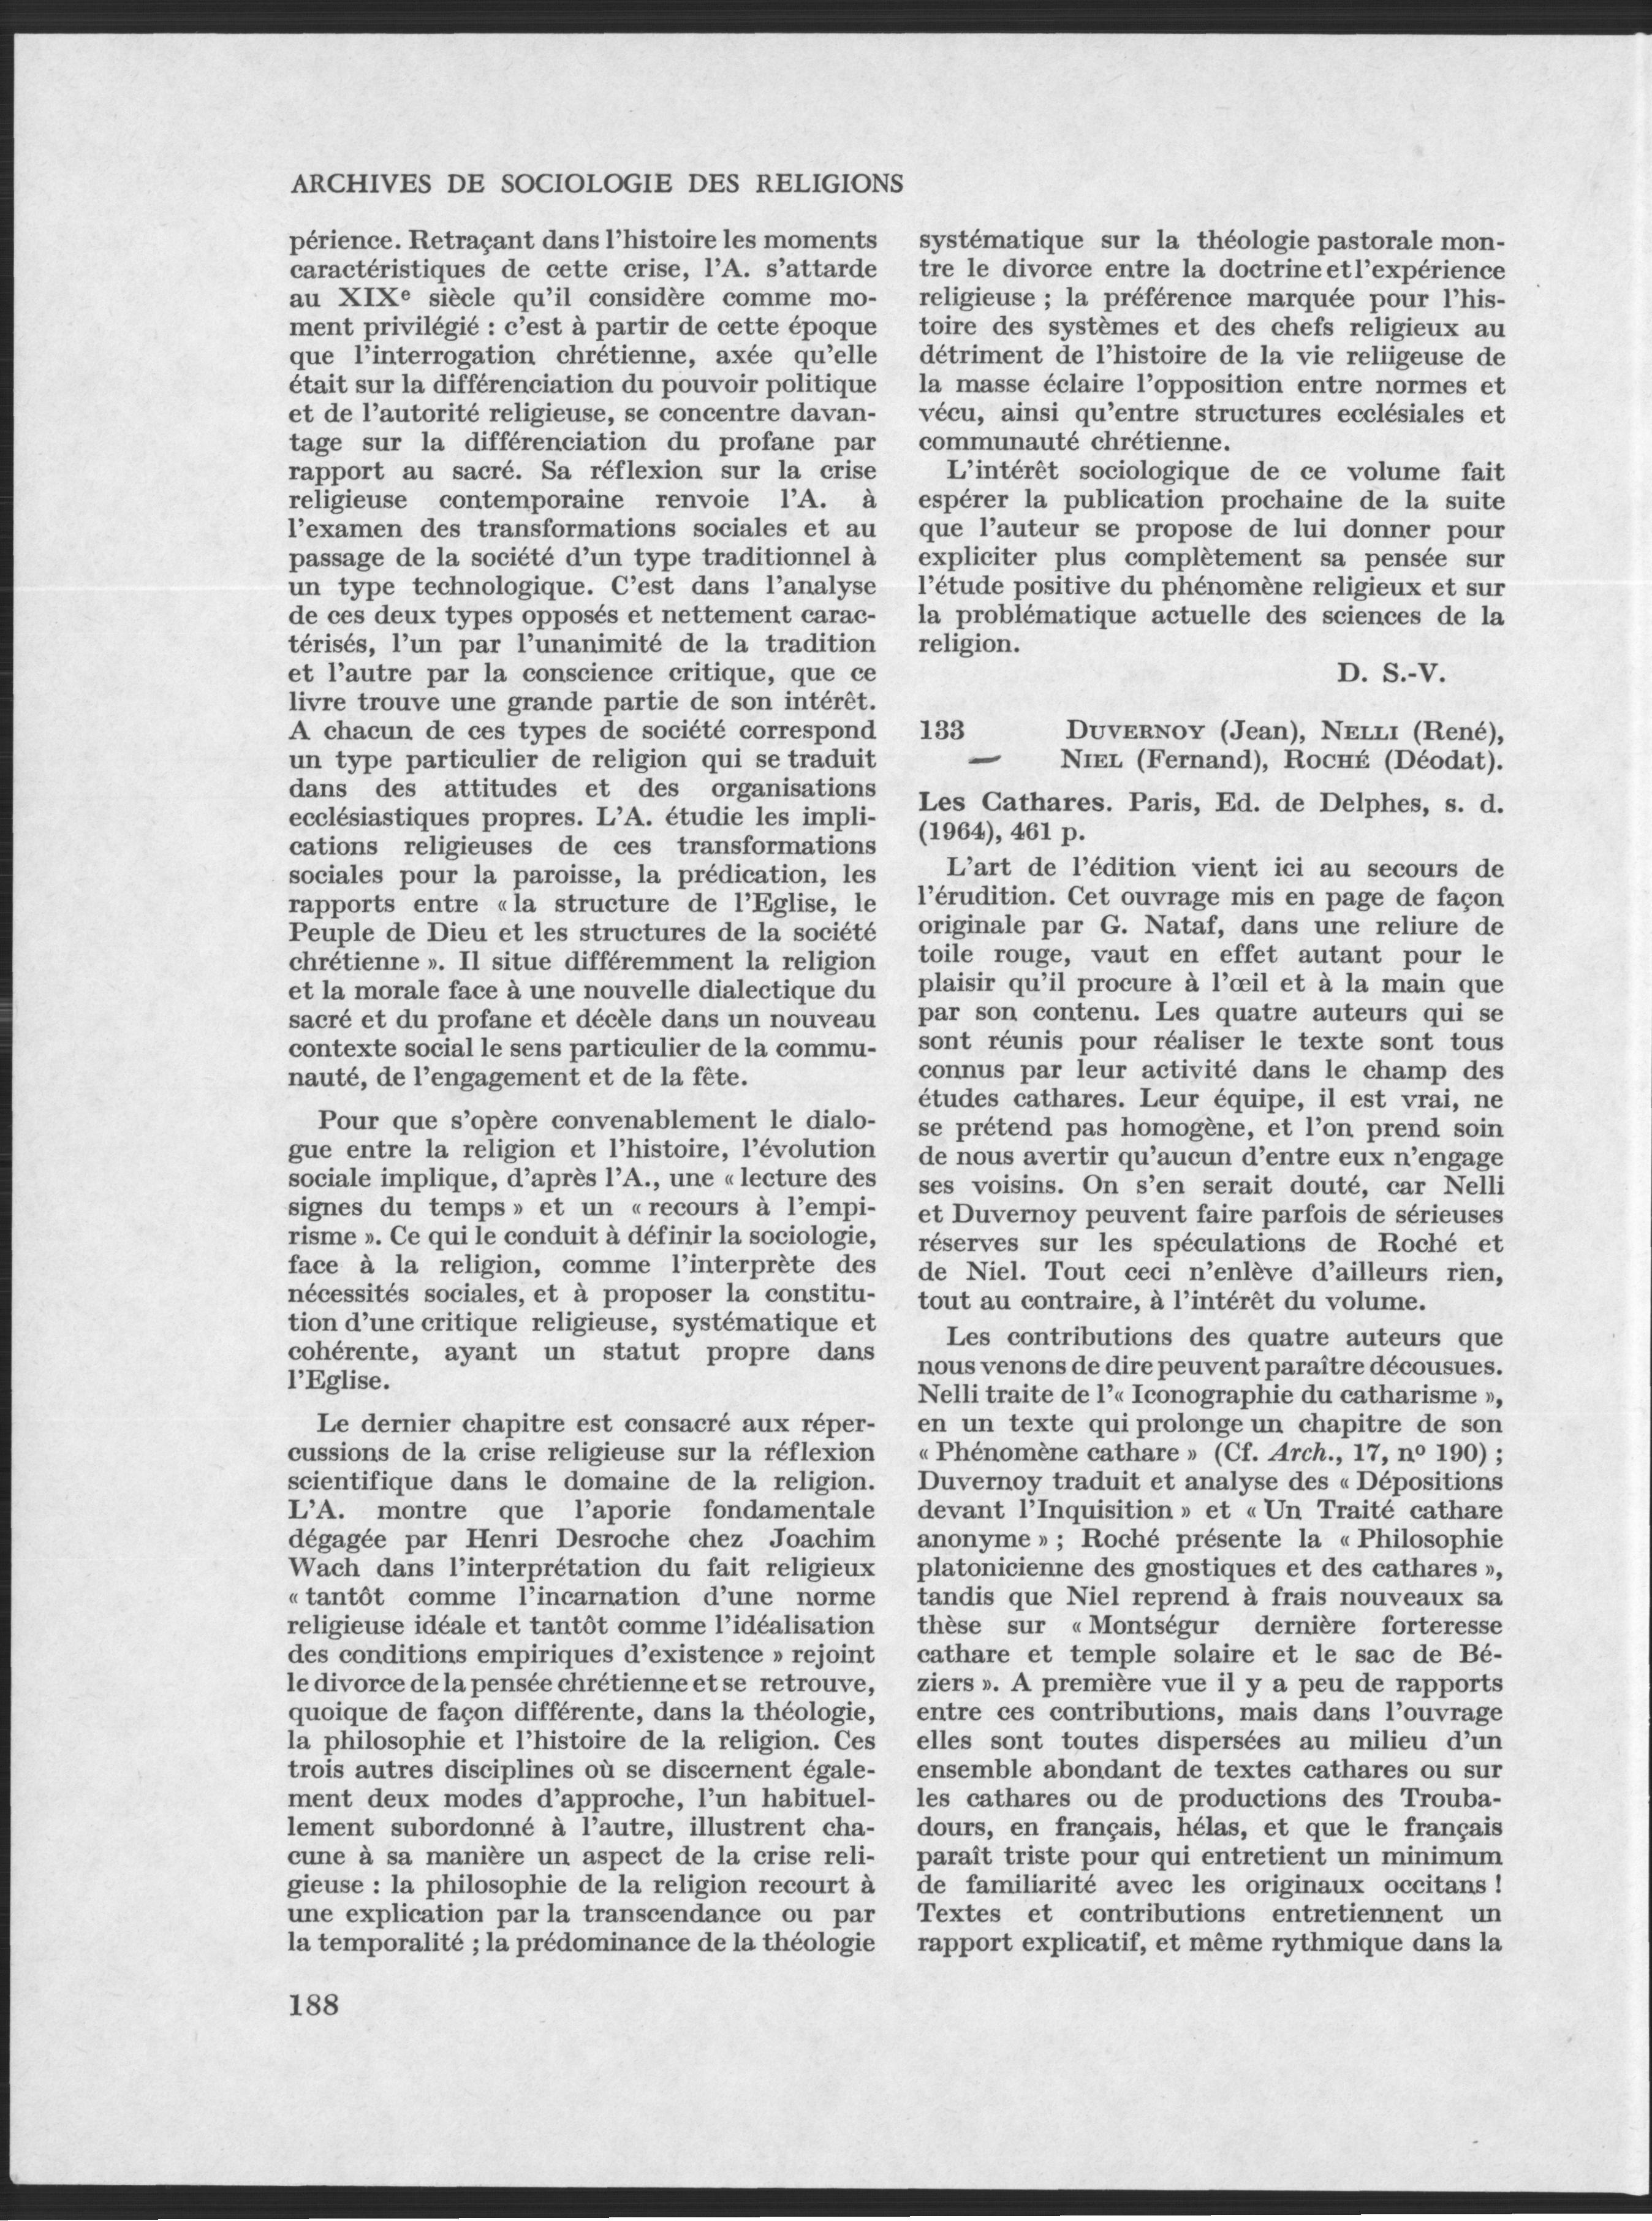 ARCHIVES DE SOCIOLOGIE DES RELIGIONS
périence. Retraçant dans l'histoire les moments
caractéristiques de cette crise, l'A. s'attarde
au XIXe siècle qu'il considère comme mo-
ment privilégié : c'est à partir de cette époque
que l'interrogation chrétienne, axée qu'elle
était sur la différenciation du pouvoir politique
et de l'autorité religieuse, se concentre davan-
tage sur la différenciation du profane par
rapport au sacré. Sa réflexion sur la crise
religieuse contemporaine renvoie l'A. à
l'examen des transformations sociales et au
passage de la société d'un type traditionnel à
un type technologique. C'est dans l'analyse
de ces deux types opposés et nettement carac-
térisés, l'un par l'unanimité de la tradition
et l'autre par la conscience critique, que ce
livre trouve une grande partie de son intérêt.
A chacun de ces types de société correspond
un type particulier de religion qui se traduit
dans des attitudes et des organisations
ecclésiastiques propres. L'A. étudie les impli-
cations religieuses de ces transformations
sociales pour la paroisse, la prédication, les
rapports entre « la structure de l'Eglise, le
Peuple de Dieu et les structures de la société
chrétienne ». Il situe différemment la religion
et la morale face à une nouvelle dialectique du
sacré et du profane et décèle dans un nouveau
contexte social le sens particulier de la commu-
nauté, de l'engagement et de la fête.
Pour que s'opère convenablement le dialo-
gue entre la religion et l'histoire, l'évolution
sociale implique, d'après l'A., une « lecture des
signes du temps » et un « recours à l'empi-
risme ». Ce qui le conduit à définir la sociologie,
face à la religion, comme l'interprète des
nécessités sociales, et à proposer la constitu-
tion d'une critique religieuse, systématique et
cohérente, ayant un statut propre dans
l'Eglise.
Le dernier chapitre est consacré aux réper-
cussions de la crise religieuse sur la réflexion
scientifique dans le domaine de la religion.
L'A. montre que l'aporie fondamentale
dégagée par Henri Desroche chez Joachim
Wach dans l'interprétation du fait religieux
« tantôt comme l'incarnation d'une norme
religieuse idéale et tantôt comme l'idéalisation
des conditions empiriques d'existence » rejoint
le divorce de la pensée chrétienne et se retrouve,
quoique de façon différente, dans la théologie,
la philosophie et l'histoire de la religion. Ces
trois autres disciplines où se discernent égale-
ment deux modes d'approche, l'un habituel-
lement subordonné à l'autre, illustrent cha-
cune à sa manière un aspect de la crise reli-
gieuse : la philosophie de la religion recourt à
une explication par la transcendance ou par
la temporalité ; la prédominance de la théologie
systématique sur la théologie pastorale mon-
tre le divorce entre la doctrine et l'expérience
religieuse ; la préférence marquée pour l'his-
toire des systèmes et des chefs religieux au
détriment de l'histoire de la vie reliigeuse de
la masse éclaire l'opposition entre normes et
vécu, ainsi qu'entre structures ecclésiales et
communauté chrétienne.
L'intérêt sociologique de ce volume fait
espérer la publication prochaine de la suite
que l'auteur se propose de lui donner pour
expliciter plus complètement sa pensée sur
l'étude positive du phénomène religieux et sur
la problématique actuelle des sciences de la
religion.
D. S.-V.
133 DUVERNOY (Jean), NELLI (René),
NIEL (Fernand), ROCHÉ (Déodat).
Les Cathares. Paris, Ed. de Delphes, s. d.
(1964), 461 p.
L'art de l'édition vient ici au secours de
l'érudition. Cet ouvrage mis en page de façon
originale par G. Nataf, dans une reliure de
toile rouge, vaut en effet autant pour le
plaisir qu'il procure à l'œil et à la main que
par son contenu. Les quatre auteurs qui se
sont réunis pour réaliser le texte sont tous
connus par leur activité dans le champ des
études cathares. Leur équipe, il est vrai, ne
se prétend pas homogène, et l'on prend soin
de nous avertir qu'aucun d'entre eux n'engage
ses voisins. On s'en serait douté, car Nelli
et Duvernoy peuvent faire parfois de sérieuses
réserves sur les spéculations de Roché et
de Niel. Tout ceci n'enlève d'ailleurs rien,
tout au contraire, à l'intérêt du volume.
Les contributions des quatre auteurs que
nous venons de dire peuvent paraître décousues.
Nelli traite de l'« Iconographie du catharisme »,
en un texte qui prolonge un chapitre de son
« Phénomène cathare » (Cf. Arch., 17, nº 190) ;
Duvernoy traduit et analyse des « Dépositions
devant l'Inquisition » et « Un Traité cathare
anonyme » ; Roché présente la « Philosophie
platonicienne des gnostiques et des cathares »,
tandis que Niel reprend à frais nouveaux sa
thèse sur « Montségur dernière forteresse
cathare et temple solaire et le sac de Bé-
ziers ». A première vue il y a peu de rapports
entre ces contributions, mais dans l'ouvrage
elles sont toutes dispersées au milieu d'un
ensemble abondant de textes cathares ou sur
les cathares ou de productions des Trouba-
dours, en français, hélas, et que le français
paraît triste pour qui entretient un minimum
de familiarité avec les originaux occitans !
Textes et contributions entretiennent un
rapport explicatif, et même rythmique dans la
188